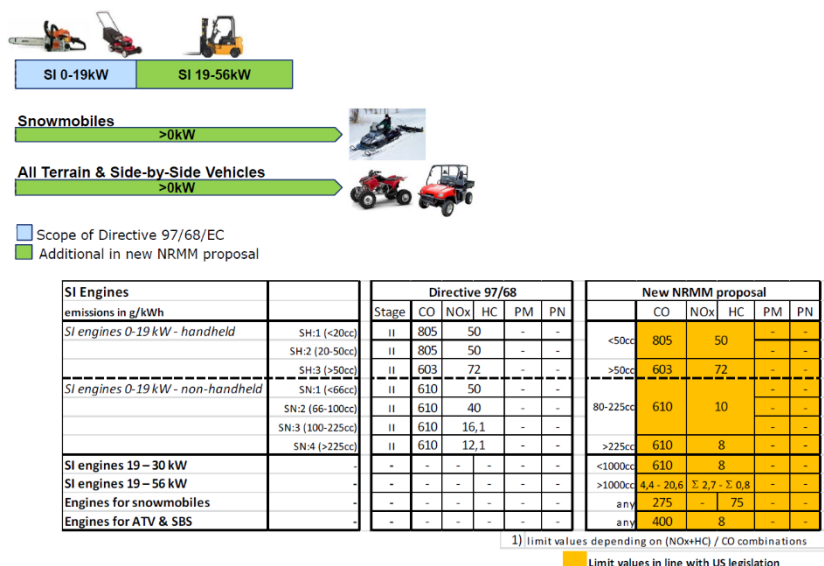 SI 0-19kW SI 19-56kW
Snowmobiles
>0kW
All Terrain & Side-by-Side Vehicles
>0kW
Scope of Directive 97/68/EC
Additional in new NRMM proposal
SI Engines Directive 97/68 New NRMM proposal
emissions in g/kWh Stage CO NOx HC PM PN CO NOx HC PM PN
SI engines 0-19 kW - handheld SH:1 (<20cc) II 805 50 - - <50cc 805 50 - -
SH:2 (20-50cc) II 805 50 - - - -
SH:3 (>50cc) II 603 72 - - >50cc 603 72 - -
SI engines 0-19 kW - non-handheld SN:1 (<66cc) II 610 50 - - 80-225cc 610 10 - -
SN:2 (66-100cc) II 610 40 - - - -
SN:3 (100-225cc) II 610 16,1 - - - -
SN:4 (>225cc) II 610 12,1 - - >225cc 610 8 - -
SI engines 19 – 30 kW - - - - - - - <1000cc 610 8 - -
SI engines 19 – 56 kW - - - - - - - >1000cc 4,4 - 20,6 Σ 2,7 - Σ 0,8 - -
Engines for snowmobiles - - - - - - - any 275 - 75 - -
Engines for ATV & SBS - - - - - - - any 400 8 - -
1) limit values depending on (NOx+HC) / CO combinations
Limit values in line with US legislation